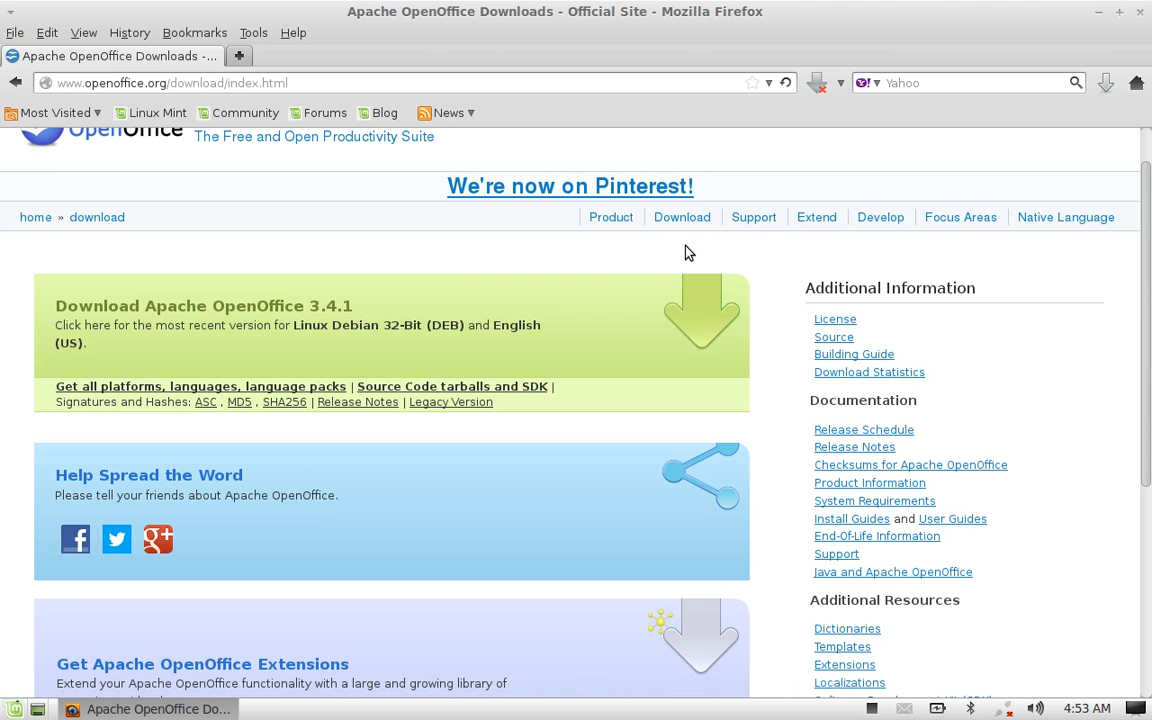 Apache OpenOffice Downloads - Official Site - Mozilla Firefox
File Edit View History Bookmarks Tools Help
Apache OpenOffice Downloads -...
www.openoffice.org/download/index.html
Yahoo
Most Visited Linux Mint Community Forums Blog News
OpenOffice
The Free and Open Productivity Suite
We're now on Pinterest!
home » download
Product Download Support Extend Develop Focus Areas Native Language
Download Apache OpenOffice 3.4.1
Click here for the most recent version for Linux Debian 32-Bit (DEB) and English
(US).
Get all platforms, languages, language packs | Source Code tarballs and SDK |
Signatures and Hashes: ASC , MD5 , SHA256 | Release Notes | Legacy Version
Help Spread the Word
Please tell your friends about Apache OpenOffice.
Get Apache OpenOffice Extensions
Extend your Apache OpenOffice functionality with a large and growing library of
Additional Information
License
Source
Building Guide
Download Statistics
Documentation
Release Schedule
Release Notes
Checksums for Apache OpenOffice
Product Information
System Requirements
Install Guides and User Guides
End-Of-Life Information
Support
Java and Apache OpenOffice
Additional Resources
Dictionaries
Templates
Extensions
Localizations
Apache OpenOffice Do...
4:53 AM